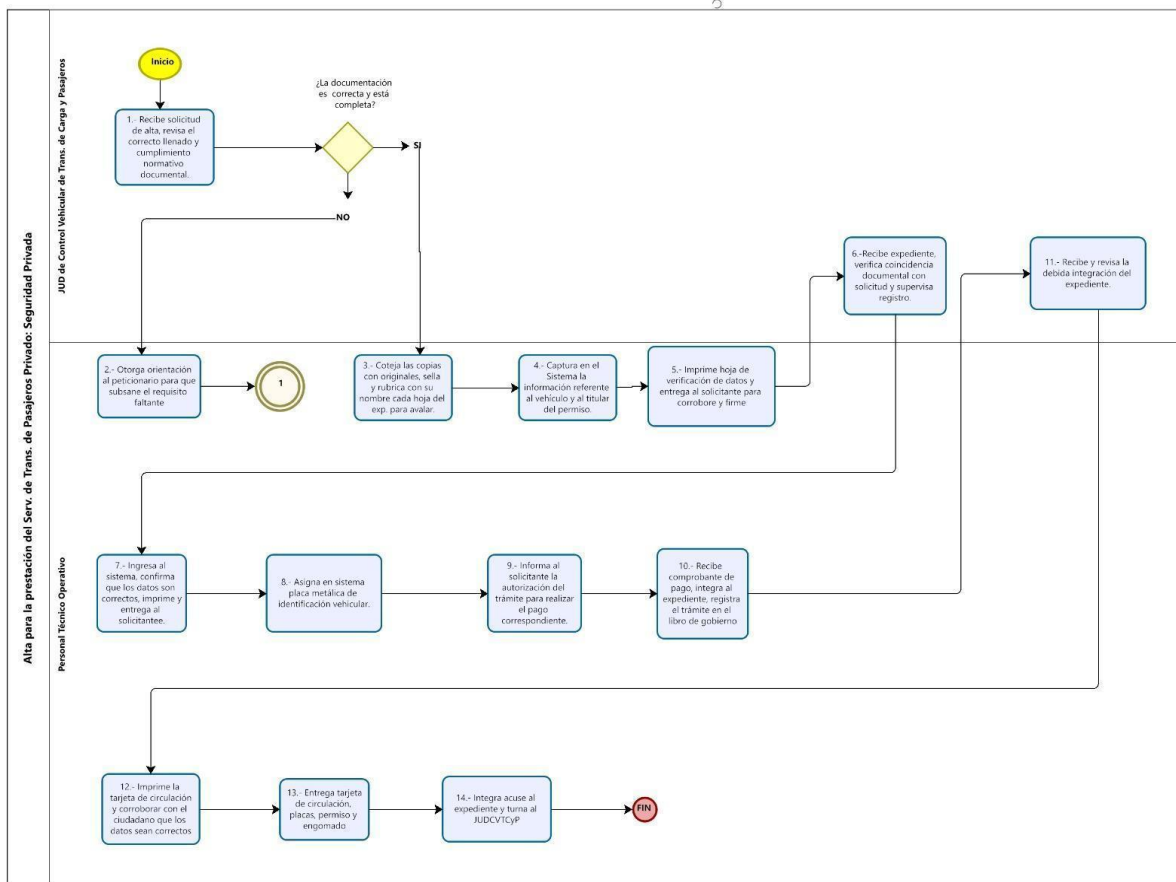 Alta para la prestación del Serv. de Trans. de Pasajeros Privado: Seguridad Privada
JUD de Control Vehicular de Trans. de Carga y Pasajeros
Inicio
¿La documentación
es correcta y está
completa?
1.- Recibe solicitud
de alta, revisa el
correcto llenado y
cumplimiento
normativo
documental.
SI
NO
6.-Recibe expediente,
verifica coincidencia
documental con
solicitud y supervisa
registro.
11.- Recibe y revisa la
debida integración del
expediente.
Personal Técnico Operativo
2.- Otorga orientación
al peticionario para que
subsane el requisito
faltante
1
3.- Coteja las copias
con originales, sella
y rubrica con su
nombre cada hoja del
exp. para avalar.
4.- Captura en el
Sistema la
información referente
al vehículo y al titular
del permiso.
5.- Imprime hoja de
verificación de datos y
entrega al solicitante para
corrobore y firme
7.- Ingresa al
sistema, confirma
que los datos son
correctos, imprime y
entrega al
solicitantee.
8.- Asigna en sistema
placa metálica de
identificación vehicular.
9.- Informa al
solicitante la
autorización del
trámite para realizar
el pago
correspondiente.
10.- Recibe
comprobante de
pago, integra al
expediente, registra
el trámite en el
libro de gobierno
12.- Imprime la
tarjeta de circulación
y corroborar con el
ciudadano que los
datos sean correctos
13.- Entrega tarjeta
de circulación,
placas, permiso y
engomado
14.- Integra acuse al
expediente y turna al
JUDCVTCyP
FIN